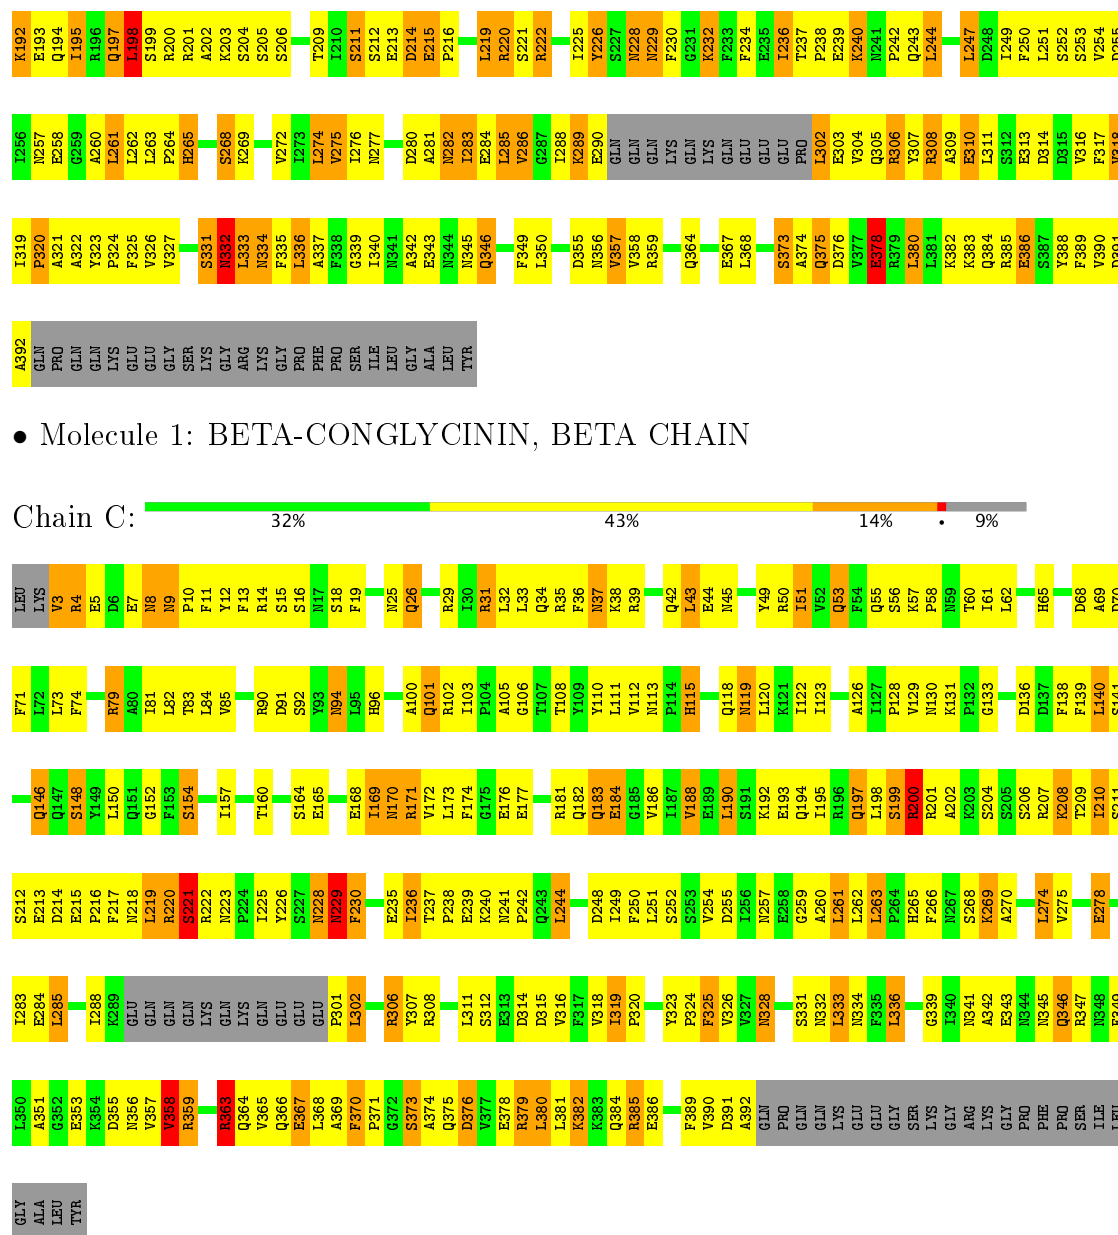 K192 E193 Q194 I195 R196 Q197 L198 S199 R200 R201 A202 K203 S204 S205 S206 T209 I210 S211 S212 E213 D214 E215 P216 L219 R220 S221 R222 I225 Y226 S227 N228 N229 F230 G231 K232 F233 F234 E235 I236 T237 P238 E239 K240 N241 P242 Q243 L244 L247 D248 I249 F250 L251 S252 S253 V254 D255
I256 N257 E258 G259 A260 L261 L262 L263 P264 H265 S268 K269 V272 I273 L274 V275 I276 N277 D280 A281 N282 I283 E284 L285 V286 G287 I288 K289 E290 GLN GLN GLN LYS GLN LYS GLN GLU GLU GLU PRO L302 E303 V304 Q305 R306 Y307 R308 A309 E310 L311 S312 E313 D314 D315 V316 F317 V318
I319 P320 A321 A322 Y323 P324 F325 V326 V327 S331 N332 L333 N334 F335 L336 A337 F338 G339 I340 N341 A342 E343 N344 N345 Q346 F349 L350 D355 N356 V357 V358 R359 Q364 E367 L368 S373 A374 Q375 D376 V377 E378 R379 L380 L381 K382 K383 Q384 R385 E386 S387 Y388 F389 V390 D391
A392 GLN PRO GLN GLN LYS GLU GLU GLY SER LYS GLY ARG LYS GLY PRO PHE PRO SER ILE LEU GLY ALA LEU TYR
• Molecule 1: BETA-CONGLYCININ, BETA CHAIN
Chain C: 32% 43% 14% • 9%
LEU LYS V3 R4 E5 D6 E7 N8 N9 P10 F11 Y12 F13 R14 S15 S16 N17 S18 F19 N25 Q26 R29 I30 R31 L32 L33 Q34 R35 F36 N37 K38 R39 Q42 L43 E44 N45 Y49 R50 I51 V52 Q53 F54 Q55 S56 K57 P58 N59 T60 I61 L62 H65 D68 A69 D70
F71 L72 L73 F74 R79 A80 I81 L82 T83 L84 V85 R90 D91 S92 Y93 N94 L95 H96 A100 Q101 R102 I103 P104 A105 G106 T107 T108 Y109 Y110 L111 V112 N113 P114 H115 Q118 N119 L120 K121 I122 I123 A126 I127 P128 V129 N130 K131 P132 G133 D136 D137 F138 F139 L140 S141
Q146 Q147 S148 Y149 L150 Q151 G152 F153 S154 I157 T160 S164 E165 E168 I169 N170 R171 V172 L173 F174 G175 E176 E177 R181 Q182 Q183 E184 G185 V186 I187 V188 E189 L190 S191 K192 E193 Q194 I195 R196 Q197 L198 S199 R200 R201 A202 K203 S204 S205 S206 R207 K208 T209 I210 S211
S212 E213 D214 E215 P216 F217 N218 L219 R220 S221 R222 N223 P224 I225 Y226 S227 N228 N229 F230 E235 I236 T237 P238 E239 K240 N241 P242 Q243 L244 D248 I249 F250 L251 S252 S253 V254 D255 I256 N257 E258 G259 A260 L261 L262 L263 P264 H265 F266 N267 S268 K269 A270 L274 V275 E278
I283 E284 L285 I288 K289 GLU GLN GLN GLN LYS GLN LYS GLN GLU GLU GLU P301 L302 R306 Y307 R308 L311 S312 E313 D314 D315 V316 F317 V318 I319 P320 Y323 P324 F325 V326 V327 N328 S331 N332 L333 N334 F335 L336 G339 I340 N341 A342 E343 N344 N345 Q346 R347 N348 F349
L350 A351 G352 E353 K354 D355 N356 V357 V358 R359 R363 Q364 V365 Q366 E367 L368 A369 F370 P371 G372 S373 A374 Q375 D376 V377 E378 R379 L380 L381 K382 K383 Q384 R385 E386 F389 V390 D391 A392 GLN PRO GLN GLN LYS GLU GLU GLY SER LYS GLY ARG LYS GLY PRO PHE PRO SER ILE LEU
GLY ALA LEU TYR